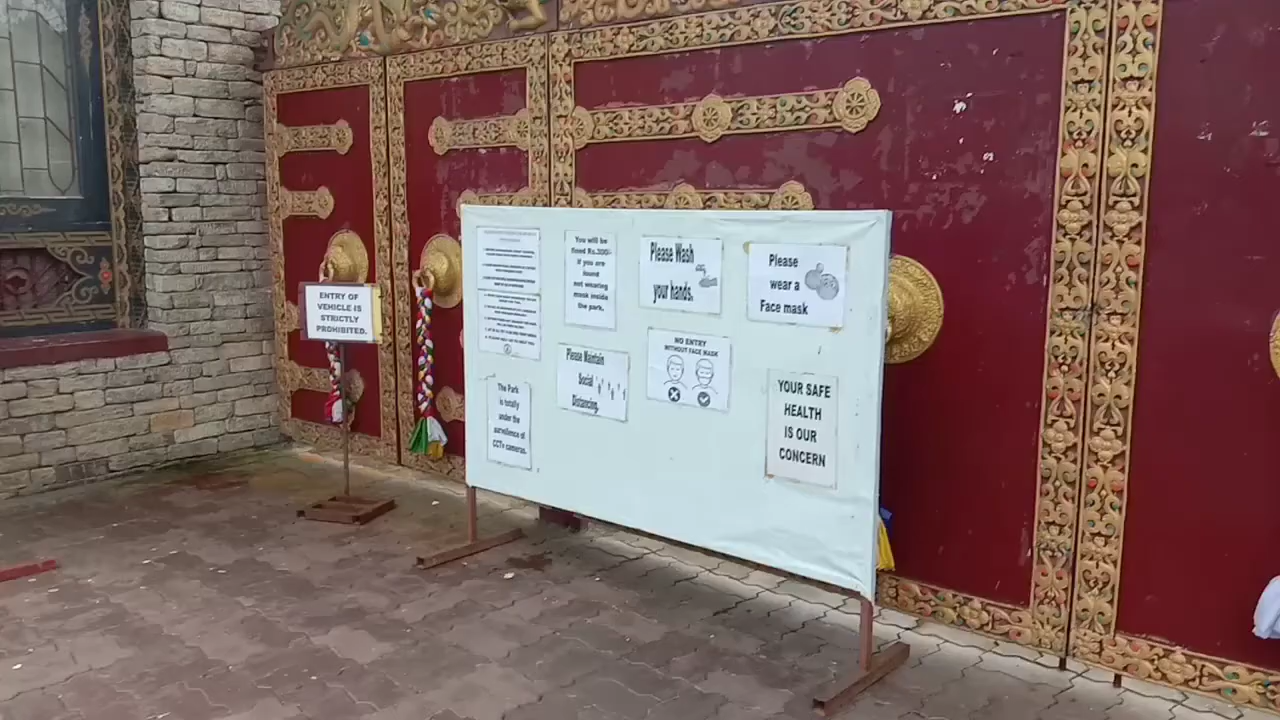 ENTRY OF
VEHICLE IS
STRICTLY
PROHIBITED.
You will be
fined Rs.500/-
if you are
found
not wearing
mask inside
the park.
Please Wash
your hands.
Please
wear a
Face mask
Please Maintain
Social
Distancing.
NO ENTRY
WITHOUT FACE MASK
The Park
is totally
under the
surveillence of
CCTv cameras.
YOUR SAFE
HEALTH
IS OUR
CONCERN